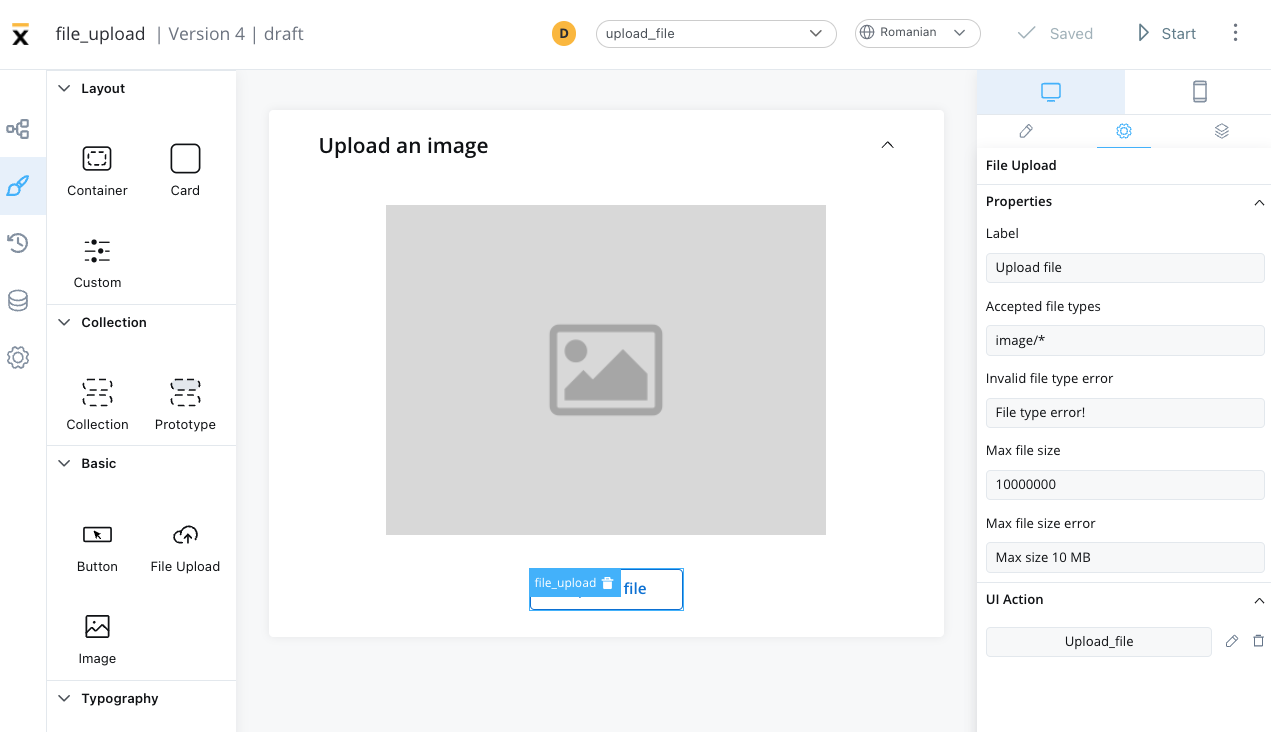 file_upload | Version 4 | draft
D
upload_file
Romanian
Saved
Start
Layout
Container
Card
Custom
Collection
Collection
Prototype
Basic
Button
File Upload
Image
Typography
Upload an image
file_upload
file
File Upload
Properties
Label
Upload file
Accepted file types
image/*
Invalid file type error
File type error!
Max file size
10000000
Max file size error
Max size 10 MB
UI Action
Upload_file